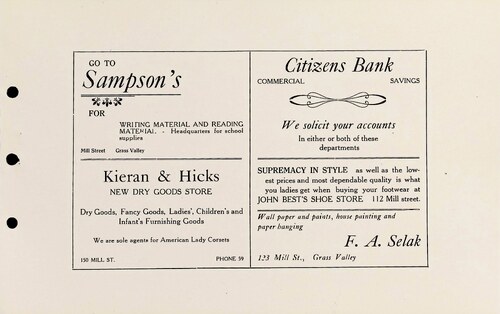 GO TO
Sampson's
FOR
WRITING MATERIAL AND READING
MATERIAL - Headquarters for school
supplies
Mill Street Grass Valley
Kieran & Hicks
NEW DRY GOODS STORE
Dry Goods, Fancy Goods, Ladies', Children's and
Infant's Furnishing Goods
We are sole agents for American Lady Corsets
150 MILL ST. PHONE 59
Citizens Bank
COMMERCIAL SAVINGS
We solicit your accounts
In either or both of these
departments
SUPREMACY IN STYLE as well as the low-
est prices and most dependable quality is what
you ladies get when buying your footwear at
JOHN BEST'S SHOE STORE 112 Mill street.
Wall paper and paints, house painting and
paper hanging
F. A. Selak
123 Mill St., Grass Valley